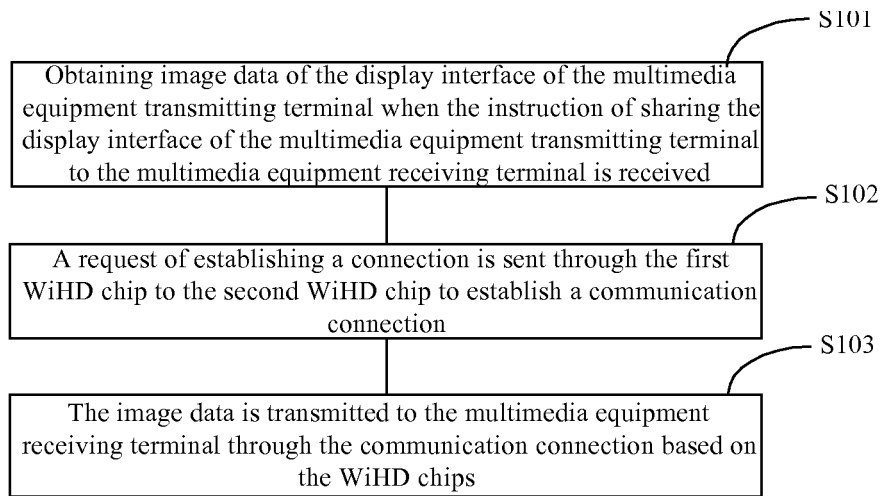 S101
Obtaining image data of the display interface of the multimedia
equipment transmitting terminal when the instruction of sharing the
display interface of the multimedia equipment transmitting terminal
to the multimedia equipment receiving terminal is received
S102
A request of establishing a connection is sent through the first
WiHD chip to the second WiHD chip to establish a communication
connection
S103
The image data is transmitted to the multimedia equipment
receiving terminal through the communication connection based on
the WiHD chips